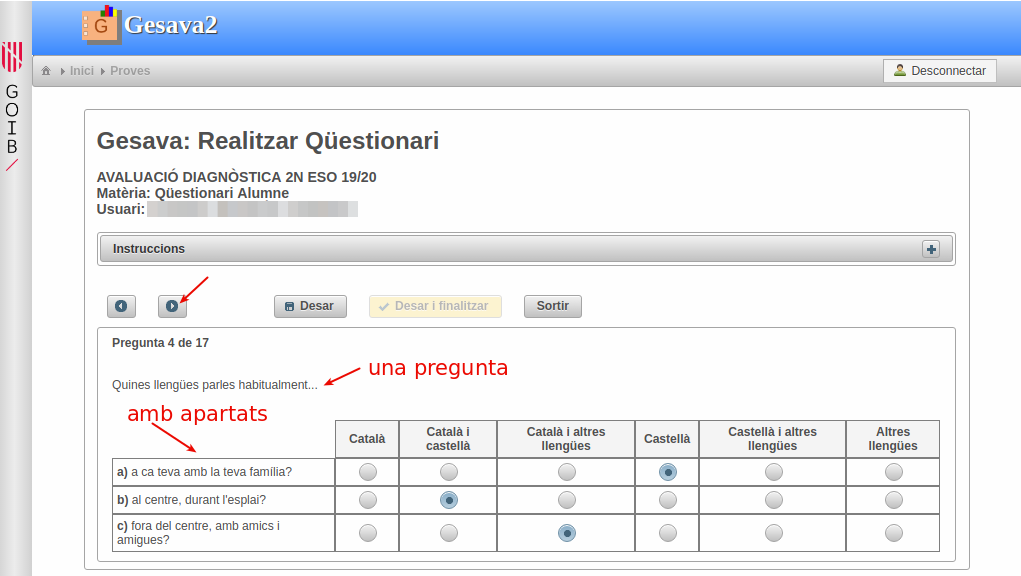 G Gesava2
Inici Proves
Desconnectar
G
O
I
B
Gesava: Realitzar Qüestionari
AVALUACIÓ DIAGNÒSTICA 2N ESO 19/20
Matèria: Qüestionari Alumne
Usuari:
Instruccions
Desar Desar i finalitzar Sortir
Pregunta 4 de 17
una pregunta
Quines llengües parles habitualment...
amb apartats
Català
Català i
castellà
Català i altres
llengües
Castellà
Castellà i altres
llengües
Altres
llengües
a) a ca teva amb la teva família?
b) al centre, durant l'esplai?
c) fora del centre, amb amics i
amigues?